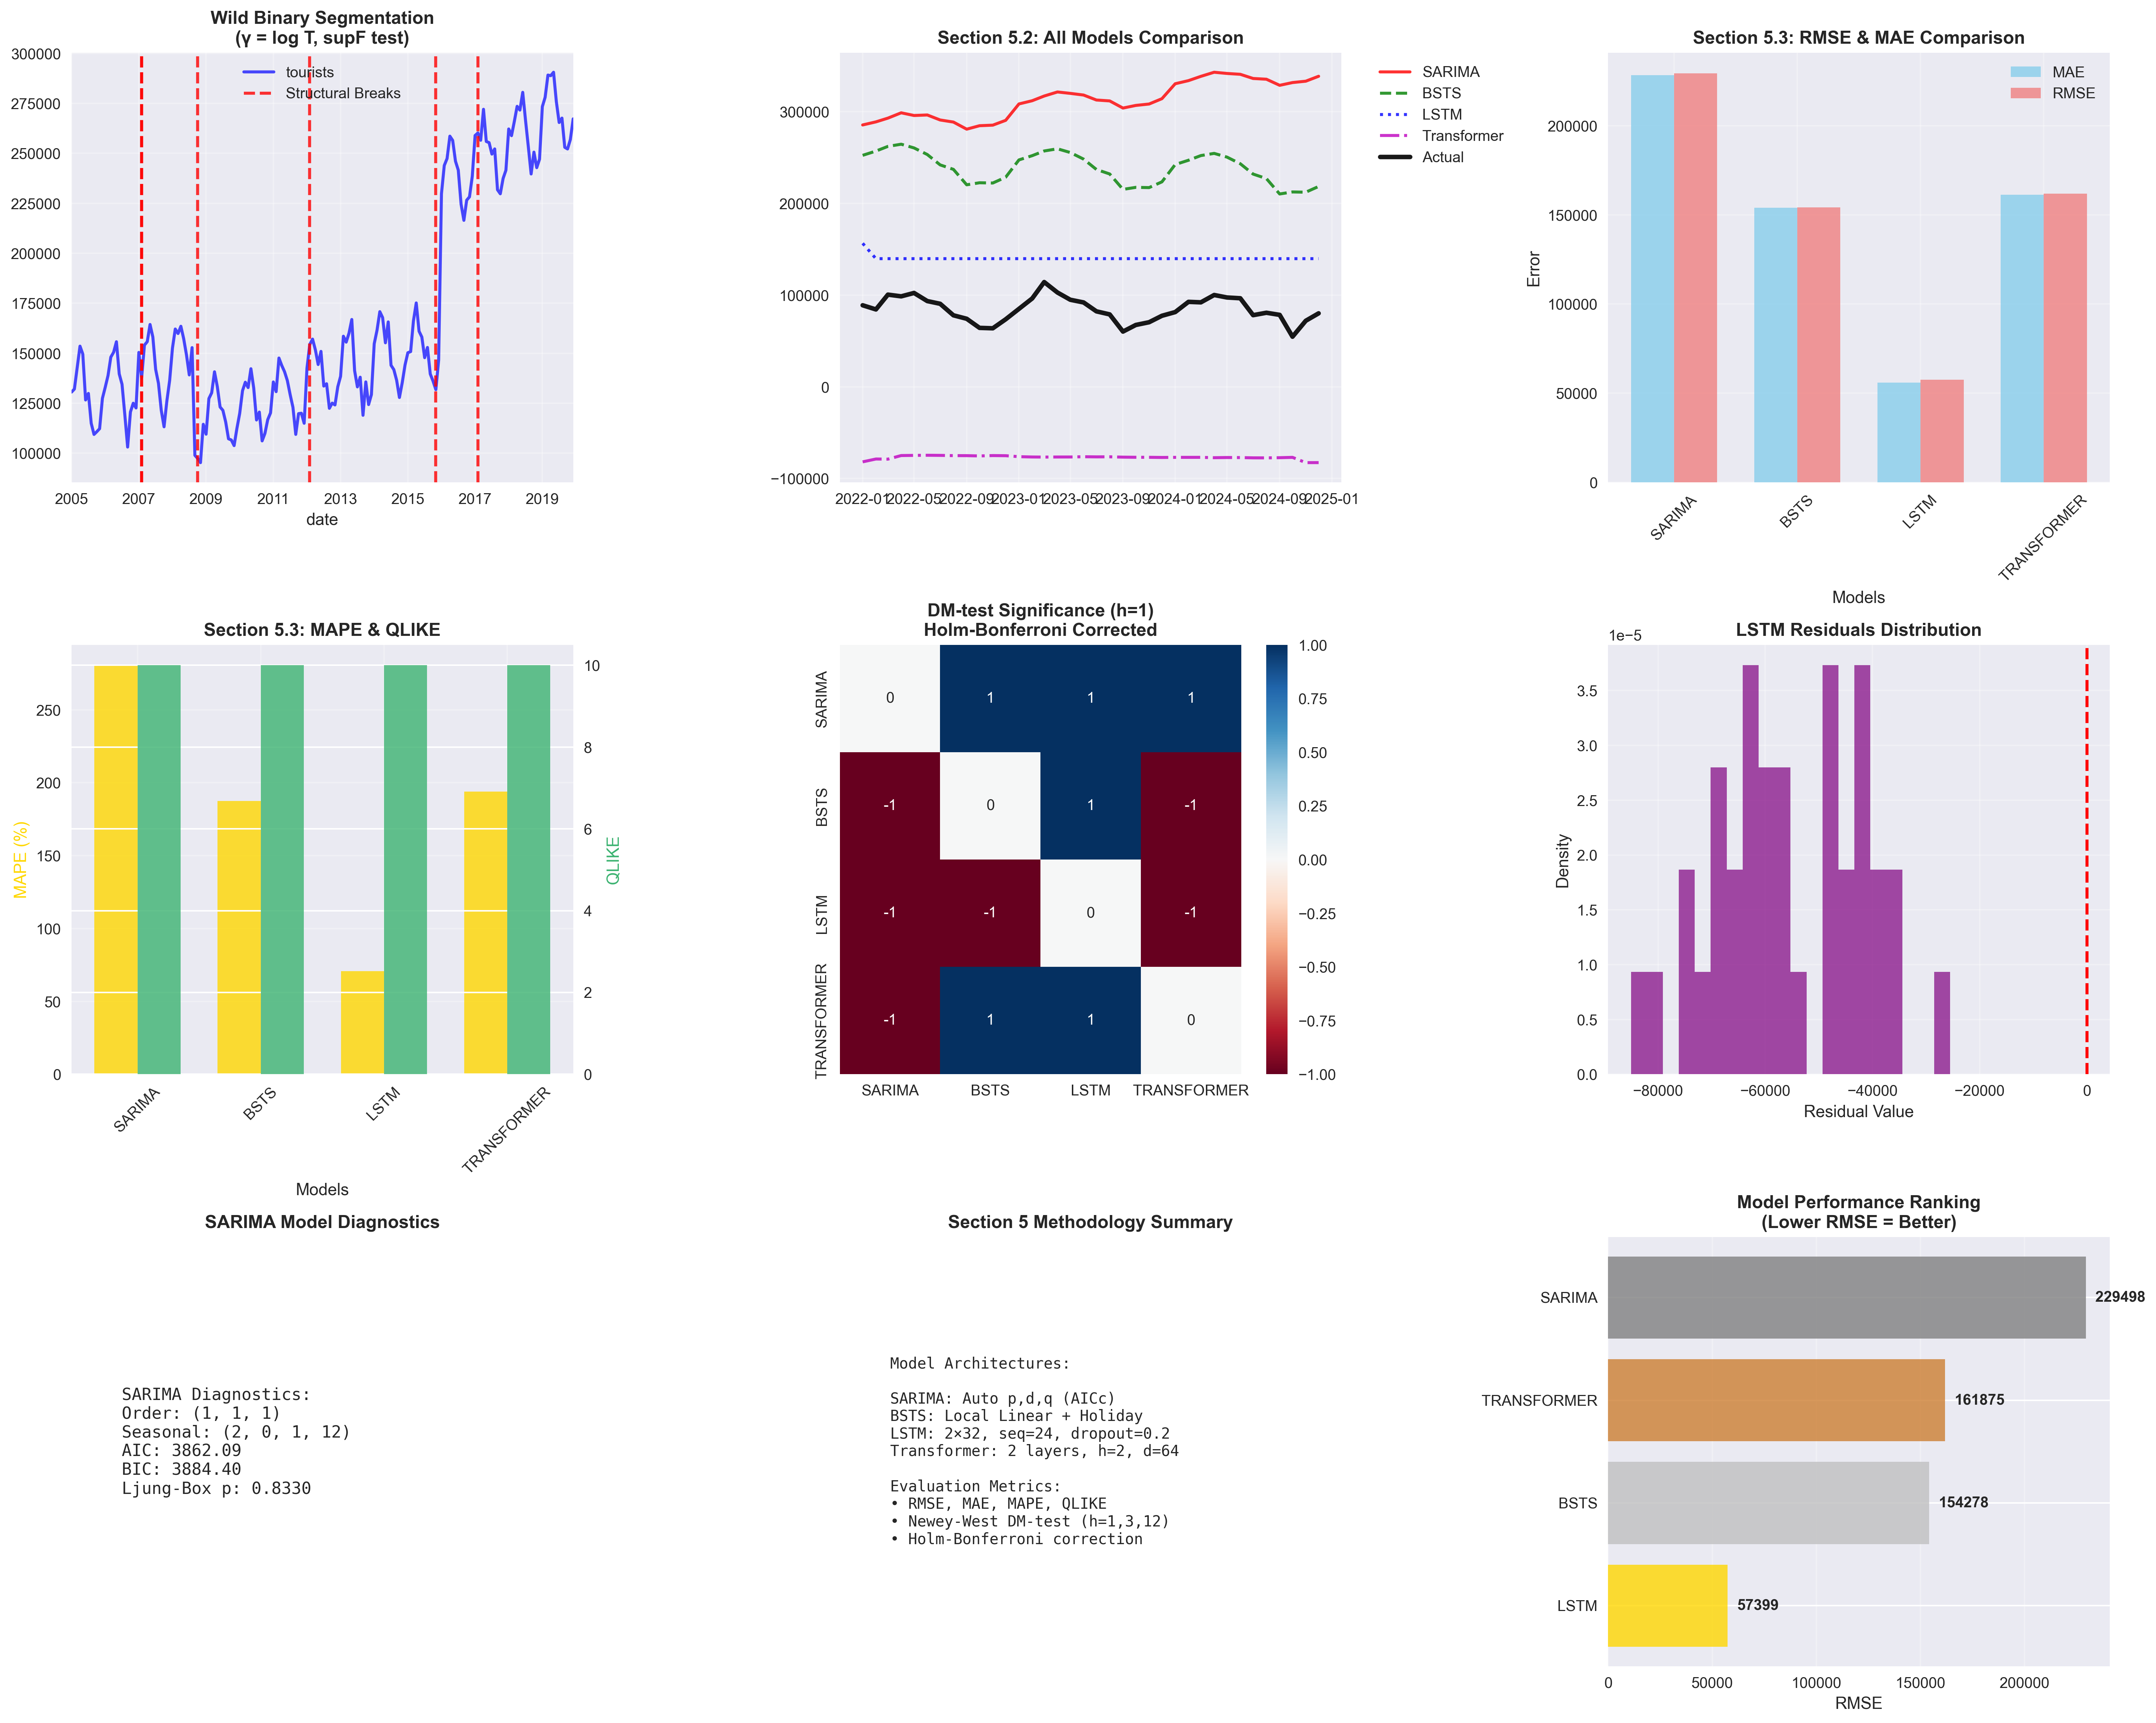 Wild Binary Segmentation
(γ = log T, supF test)
300000
275000
250000
225000
200000
175000
150000
125000
100000
tourists
Structural Breaks
2005
2007
2009
2011
2013
2015
2017
2019
date
Section 5.2: All Models Comparison
300000
200000
100000
0
−100000
2022-01
2022-05
2022-09
2023-01
2023-05
2023-09
2024-01
2024-05
2024-09
2025-01
SARIMA
BSTS
LSTM
Transformer
Actual
Section 5.3: RMSE & MAE Comparison
MAE
RMSE
Error
200000
150000
100000
50000
0
SARIMA
BSTS
LSTM
TRANSFORMER
Models
Section 5.3: MAPE & QLIKE
MAPE (%)
250
200
150
100
50
0
10
8
6
4
2
0
QLIKE
SARIMA
BSTS
LSTM
TRANSFORMER
Models
DM-test Significance (h=1)
Holm-Bonferroni Corrected
SARIMA
0
1
1
1
BSTS
-1
0
1
-1
LSTM
-1
-1
0
-1
TRANSFORMER
-1
1
1
0
SARIMA
BSTS
LSTM
TRANSFORMER
1.00
0.75
0.50
0.25
0.00
−0.25
−0.50
−0.75
−1.00
LSTM Residuals Distribution
1e−5
Density
3.5
3.0
2.5
2.0
1.5
1.0
0.5
0.0
−80000
−60000
−40000
−20000
0
Residual Value
SARIMA Model Diagnostics
SARIMA Diagnostics:
Order: (1, 1, 1)
Seasonal: (2, 0, 1, 12)
AIC: 3862.09
BIC: 3884.40
Ljung-Box p: 0.8330
Section 5 Methodology Summary
Model Architectures:
SARIMA: Auto p,d,q (AICc)
BSTS: Local Linear + Holiday
LSTM: 2×32, seq=24, dropout=0.2
Transformer: 2 layers, h=2, d=64
Evaluation Metrics:
• RMSE, MAE, MAPE, QLIKE
• Newey-West DM-test (h=1,3,12)
• Holm-Bonferroni correction
Model Performance Ranking
(Lower RMSE = Better)
SARIMA
229498
TRANSFORMER
161875
BSTS
154278
LSTM
57399
0
50000
100000
150000
200000
RMSE